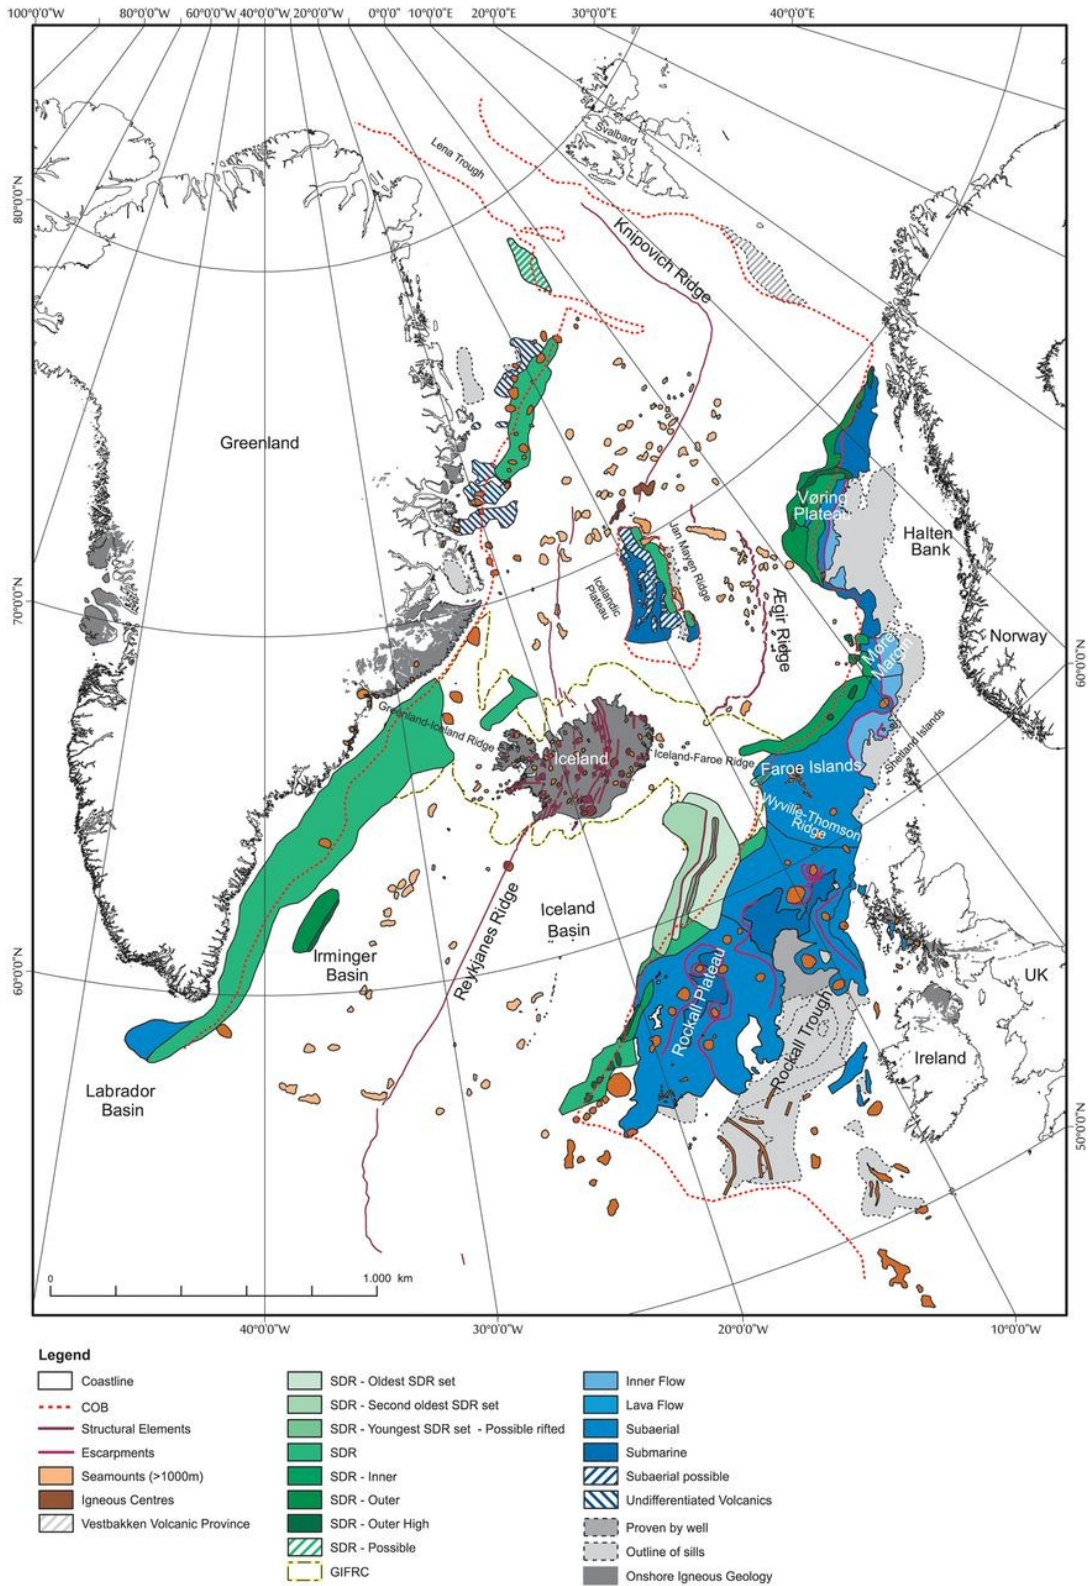 100°0'0"W 80°0'0"W 60°0'0"W 40°0'0"W 20°0'0"W 0°0'0"E 10°0'0"E 20°0'0"E 30°0'0"E 40°0'0"E
80°0'0"N
70°0'0"N
60°0'0"N
60°0'0"N
50°0'0"N
Svalbard
Lena Trough
Knipovich Ridge
Greenland
Vøring
Plateau
Halten
Bank
Jan Mayen Ridge
Icelandic
Plateau
Ægir Ridge
Norway
Møre
Margin
Greenland-Iceland Ridge
Shetland Islands
Iceland
Iceland-Faroe Ridge
Faroe Islands
Wyville-Thomson
Ridge
Iceland
Basin
Reykjanes Ridge
Irminger
Basin
Rockall Plateau
Rockall Trough
UK
Ireland
Labrador
Basin
0 1.000 km
40°0'0"W 30°0'0"W 20°0'0"W 10°0'0"W
Legend
Coastline
COB
Structural Elements
Escarpments
Seamounts (>1000m)
Igneous Centres
Vestbakken Volcanic Province
SDR - Oldest SDR set
SDR - Second oldest SDR set
SDR - Youngest SDR set - Possible rifted
SDR
SDR - Inner
SDR - Outer
SDR - Outer High
SDR - Possible
GIFRC
Inner Flow
Lava Flow
Subaerial
Submarine
Subaerial possible
Undifferentiated Volcanics
Proven by well
Outline of sills
Onshore Igneous Geology